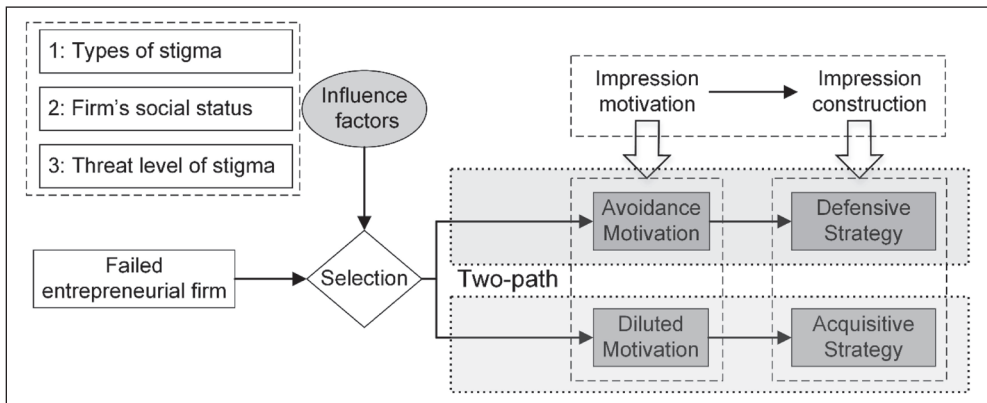 1: Types of stigma
2: Firm's social status
3: Threat level of stigma
Influence
factors
Impression
motivation
Impression
construction
Failed
entrepreneurial firm
Selection
Two-path
Avoidance
Motivation
Defensive
Strategy
Diluted
Motivation
Acquisitive
Strategy